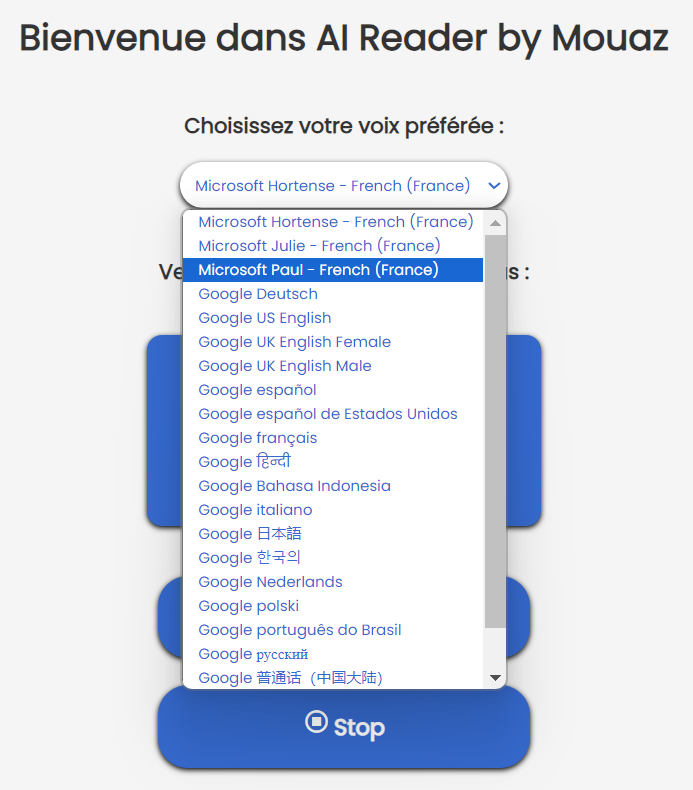 Bienvenue dans AI Reader by Mouaz
Choisissez votre voix préférée :
Microsoft Hortense - French (France)
Microsoft Hortense - French (France)
Microsoft Julie - French (France)
Microsoft Paul - French (France)
Google Deutsch
Google US English
Google UK English Female
Google UK English Male
Google español
Google español de Estados Unidos
Google français
Google हिन्दी
Google Bahasa Indonesia
Google italiano
Google 日本語
Google 한국의
Google Nederlands
Google polski
Google português do Brasil
Google русский
Google 普通话（中国大陆）
Stop